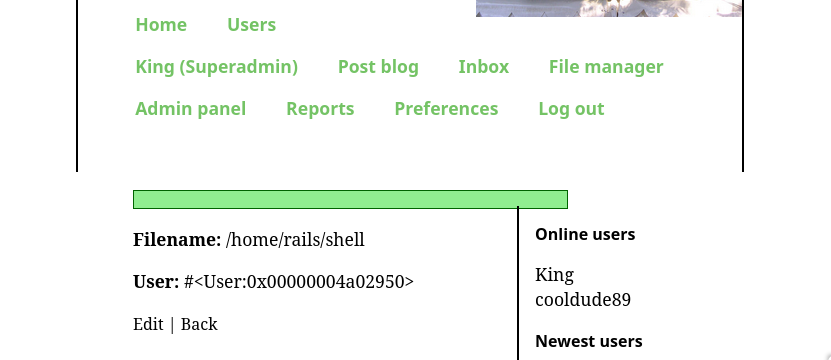 Home Users
King (Superadmin) Post blog Inbox File manager
Admin panel Reports Preferences Log out
Filename: /home/rails/shell
User: #<User:0x00000004a02950>
Edit | Back
Online users
King
cooldude89
Newest users